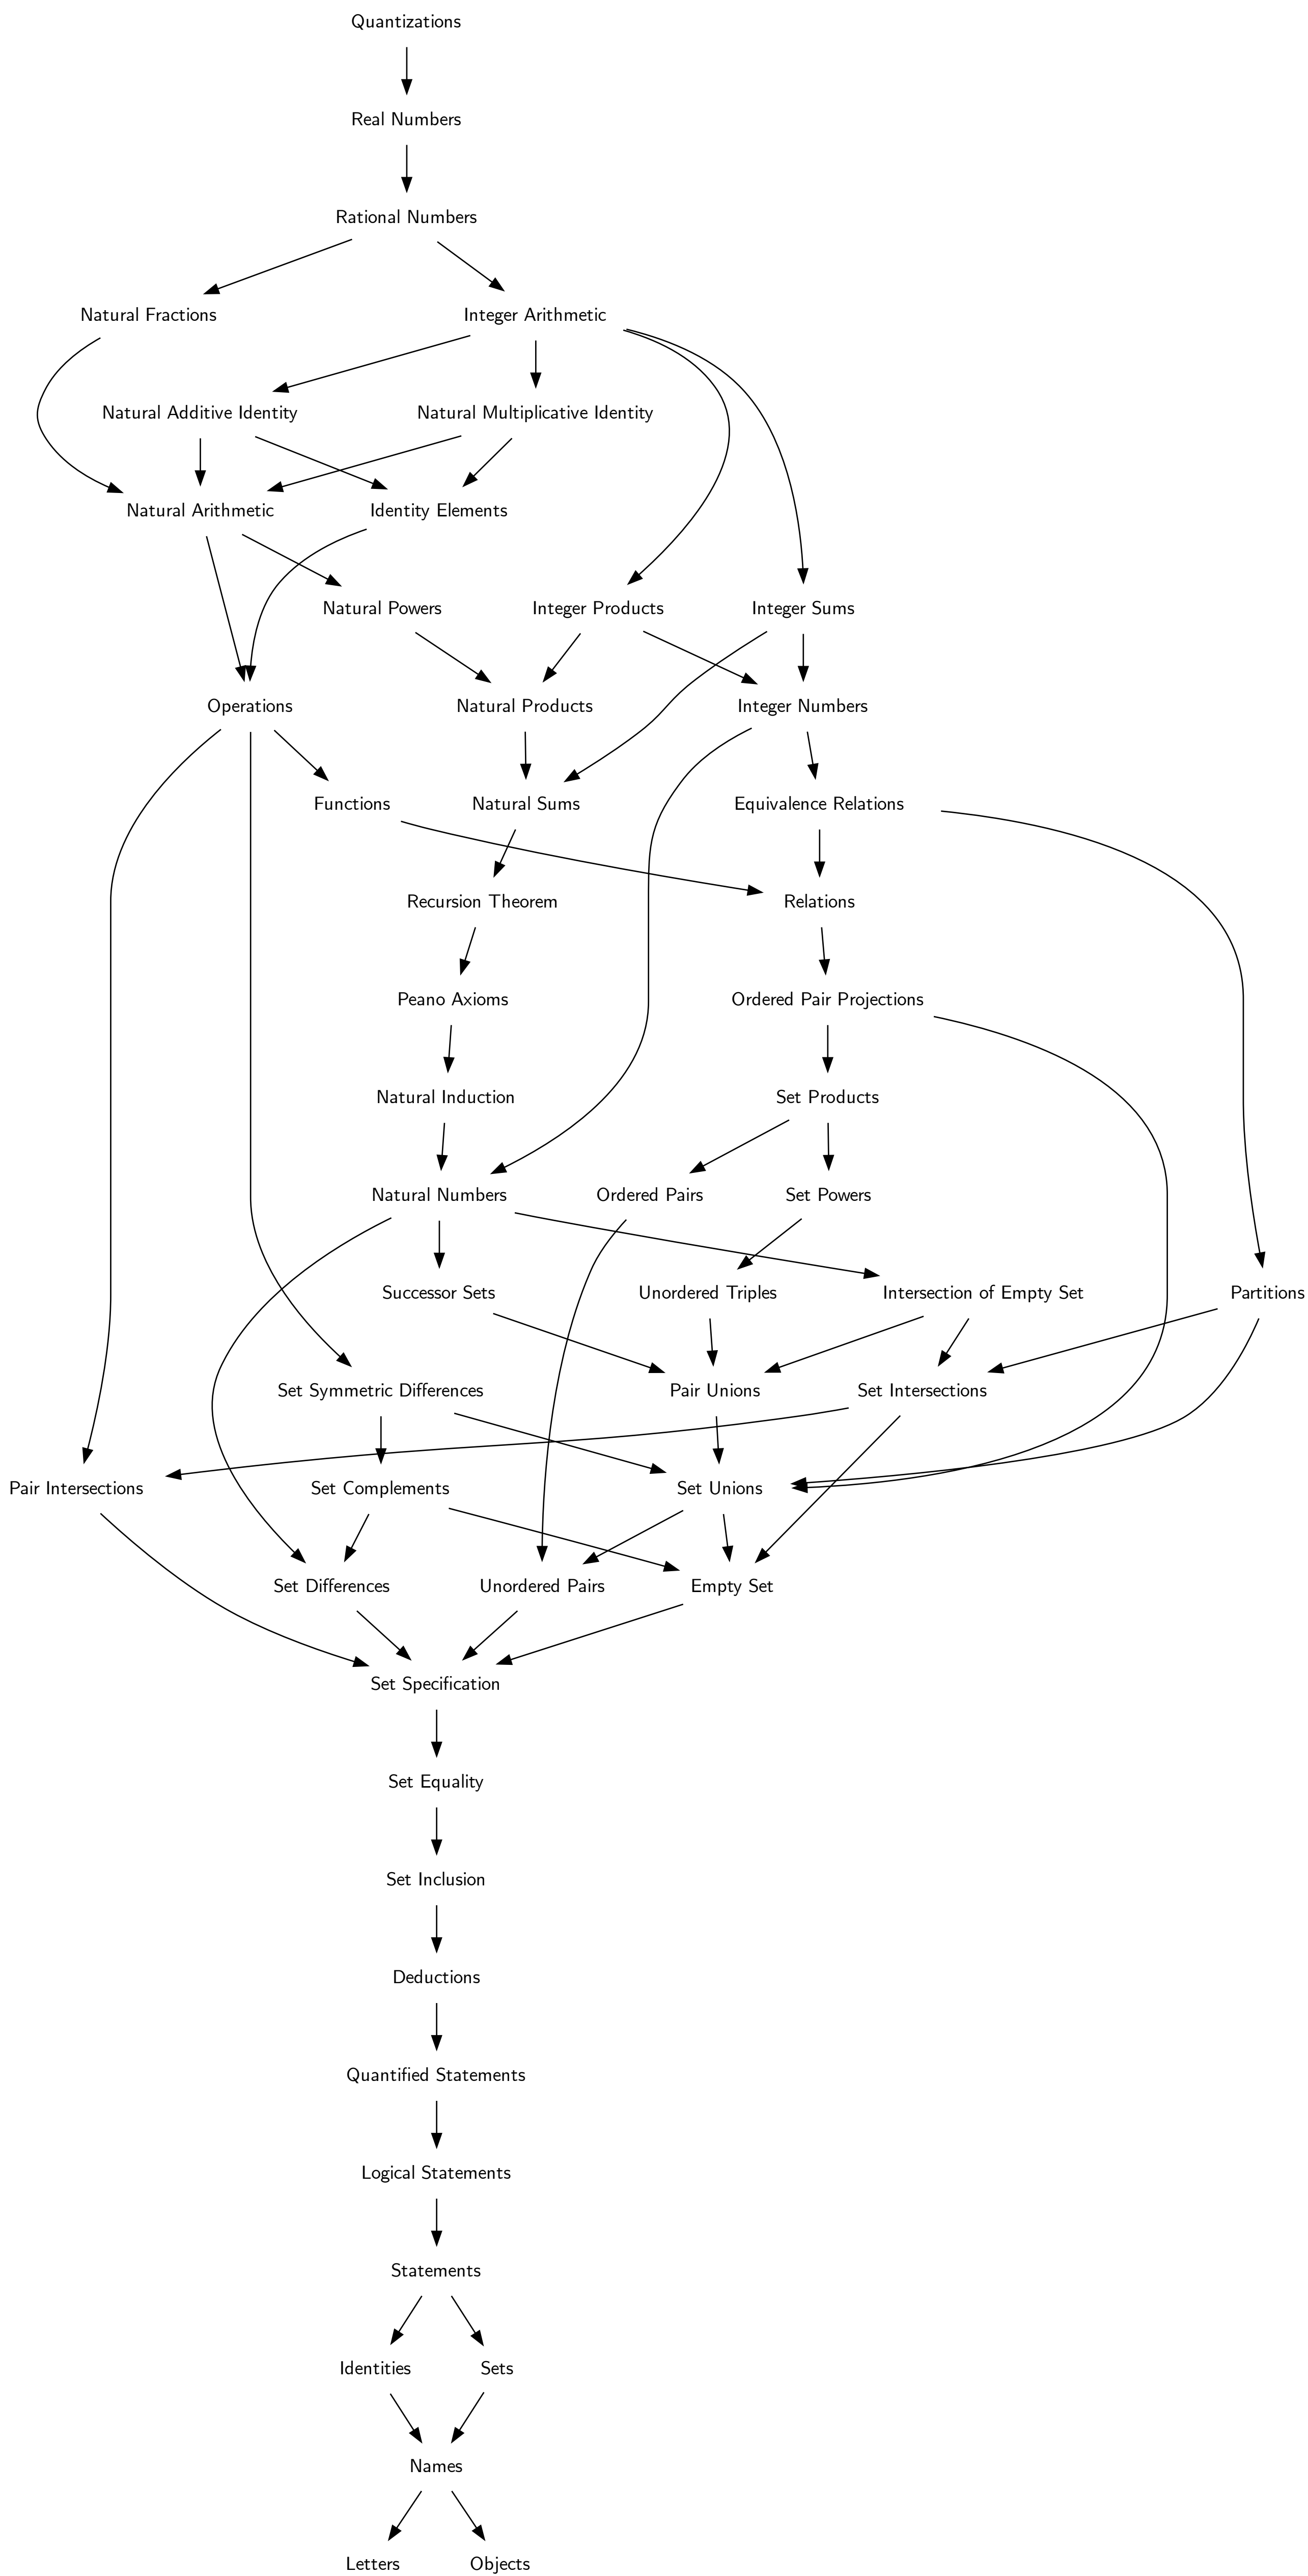 Quantizations
Real Numbers
Rational Numbers
Natural Fractions
Integer Arithmetic
Natural Additive Identity
Natural Multiplicative Identity
Natural Arithmetic
Identity Elements
Natural Powers
Integer Products
Integer Sums
Operations
Natural Products
Integer Numbers
Functions
Natural Sums
Equivalence Relations
Recursion Theorem
Relations
Peano Axioms
Ordered Pair Projections
Natural Induction
Set Products
Natural Numbers
Ordered Pairs
Set Powers
Successor Sets
Unordered Triples
Intersection of Empty Set
Partitions
Set Symmetric Differences
Pair Unions
Set Intersections
Pair Intersections
Set Complements
Set Unions
Set Differences
Unordered Pairs
Empty Set
Set Specification
Set Equality
Set Inclusion
Deductions
Quantified Statements
Logical Statements
Statements
Identities
Sets
Names
Letters
Objects